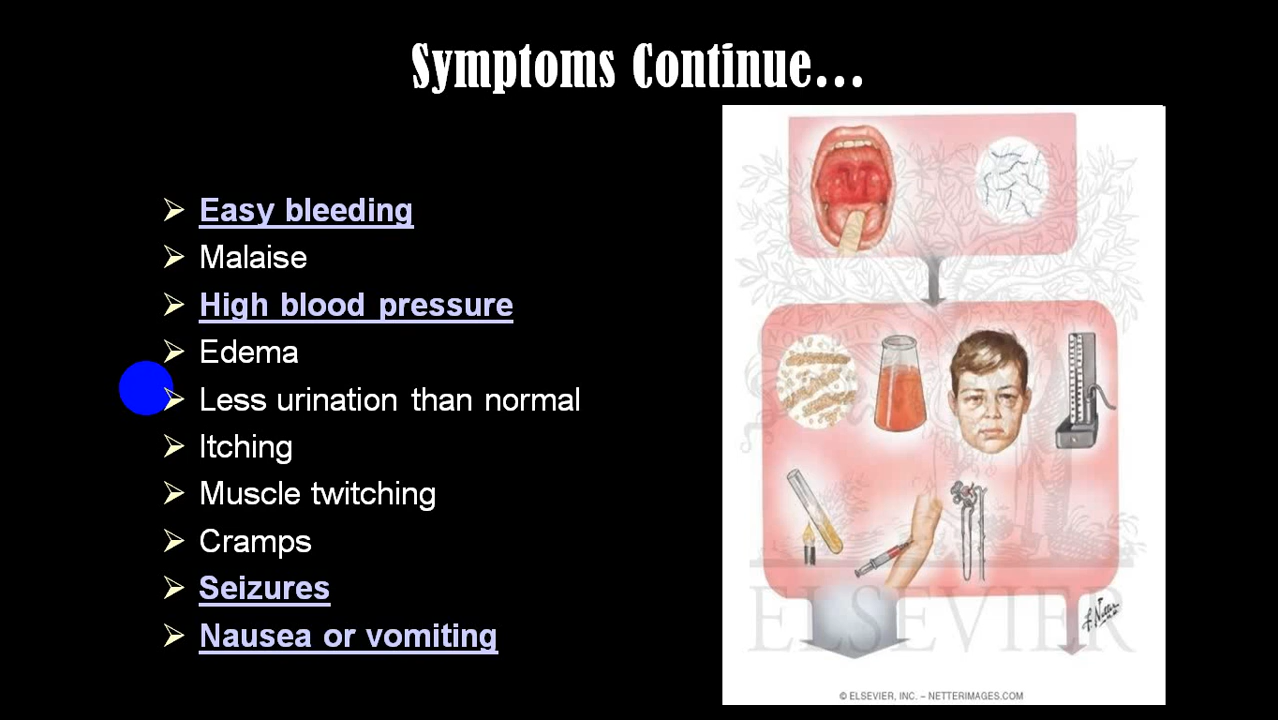 Symptoms Continue...
Easy bleeding
Malaise
High blood pressure
Edema
Less urination than normal
Itching
Muscle twitching
Cramps
Seizures
Nausea or vomiting
ELSEVIER
F. Netter
© ELSEVIER, INC. – NETTERIMAGES.COM